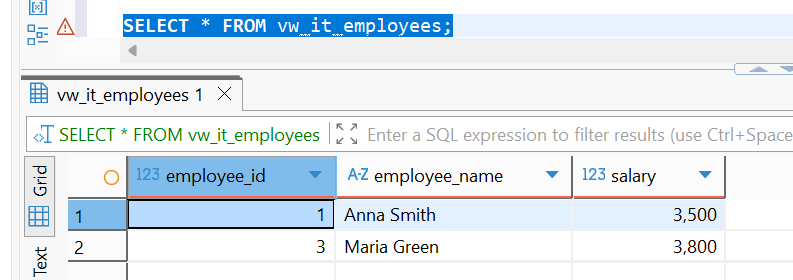 SELECT * FROM vw_it_employees;
vw_it_employees 1
SELECT * FROM vw_it_employees Enter a SQL expression to filter results (use Ctrl+Space
Grid
Text
123 employee_id A-Z employee_name 123 salary
1 1 Anna Smith 3,500
2 3 Maria Green 3,800